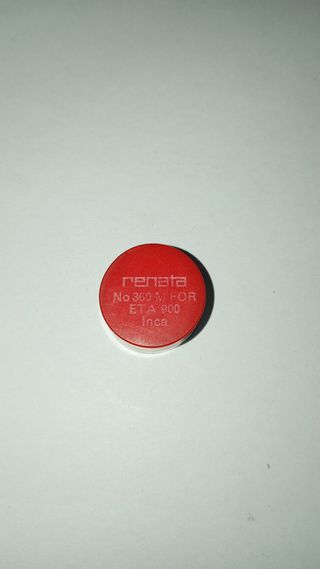 renata
No 360 M FOR
ETA 900
Inca